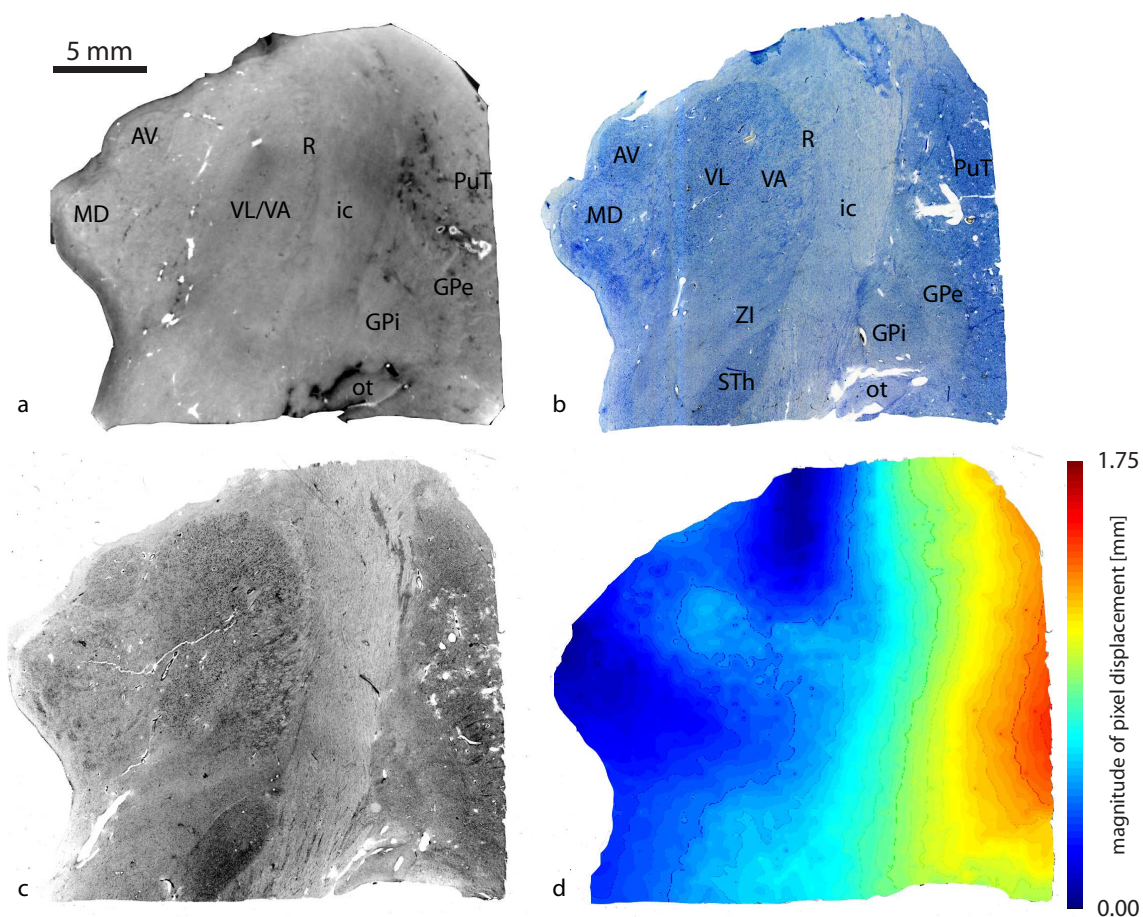 5 mm
AV
R
PuT
MD
VL/VA
ic
GPe
GPi
ot
a
AV
R
VL
VA
PuT
MD
ic
GPe
ZI
GPi
STh
ot
b
c
1.75
magnitude of pixel displacement [mm]
0.00
d